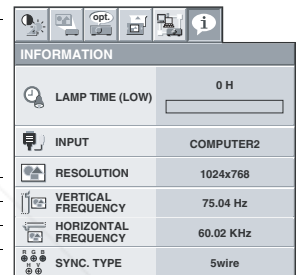 opt.
i
INFORMATION
LAMP TIME (LOW)
0 H
INPUT
COMPUTER2
RESOLUTION
1024x768
VERTICAL
FREQUENCY
75.04 Hz
HORIZONTAL
FREQUENCY
60.02 KHz
R G B
H V
SYNC. TYPE
5wire